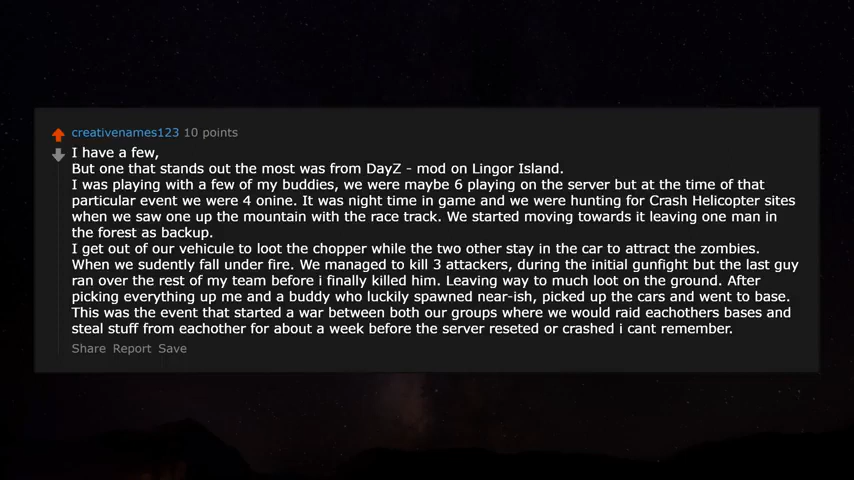 creativenames123 10 points
I have a few,
But one that stands out the most was from DayZ - mod on Lingor Island.
I was playing with a few of my buddies, we were maybe 6 playing on the server but at the time of that
particular event we were 4 onine. It was night time in game and we were hunting for Crash Helicopter sites
when we saw one up the mountain with the race track. We started moving towards it leaving one man in
the forest as backup.
I get out of our vehicule to loot the chopper while the two other stay in the car to attract the zombies.
When we sudently fall under fire. We managed to kill 3 attackers, during the initial gunfight but the last guy
ran over the rest of my team before i finally killed him. Leaving way to much loot on the ground. After
picking everything up me and a buddy who luckily spawned near-ish, picked up the cars and went to base.
This was the event that started a war between both our groups where we would raid eachothers bases and
steal stuff from eachother for about a week before the server reseted or crashed i cant remember.
Share Report Save